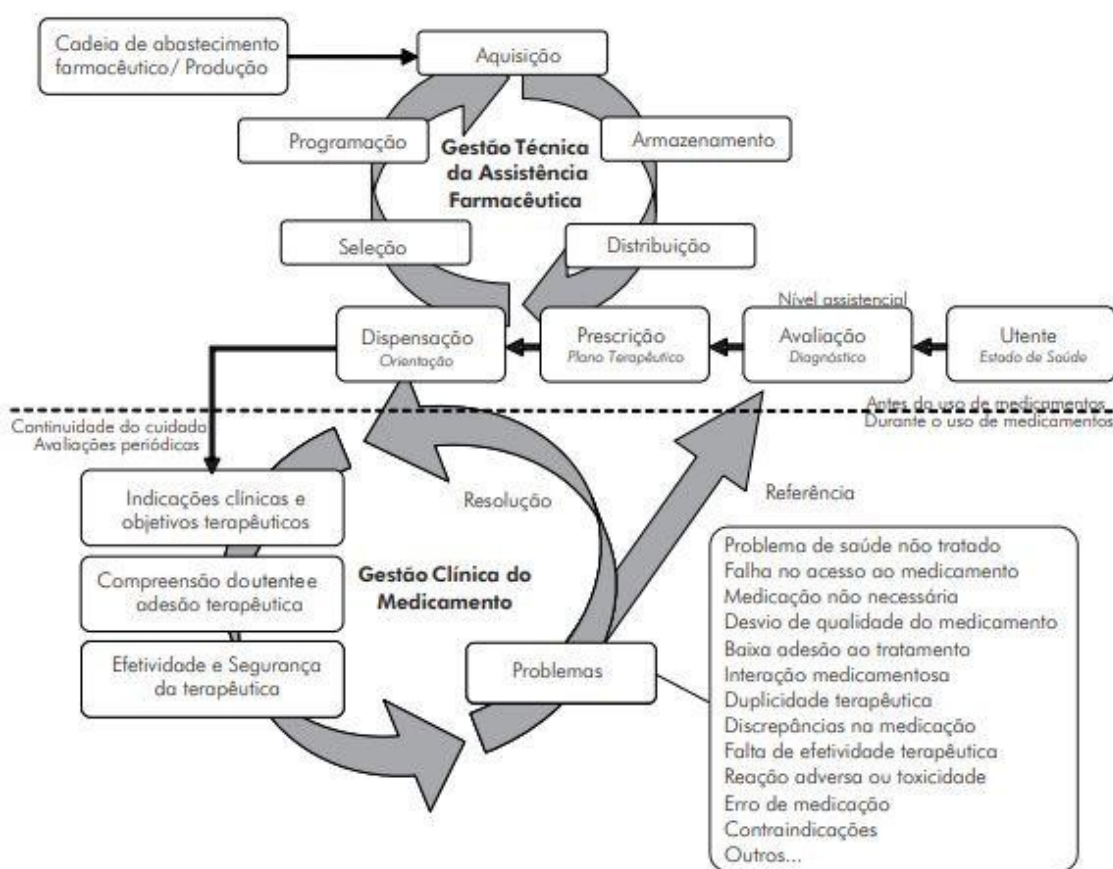 Cadeia de abastecimento
farmacêutico/ Produção
Aquisição
Programação
Armazenamento
Gestão Técnica
da Assistência
Farmacêutica
Seleção
Distribuição
Nível assistencial
Dispensação
Orientação
Prescrição
Plano Terapêutico
Avaliação
Diagnóstico
Utente
Estado de Saúde
Antes do uso de medicamentos
Durante o uso de medicamentos
Continuidade do cuidado
Avaliações periódicas
Indicações clínicas e
objetivos terapêuticos
Resolução
Referência
Compreensão do utente e
adesão terapêutica
Gestão Clínica do
Medicamento
Efetividade e Segurança
da terapêutica
Problemas
Problema de saúde não tratado
Falha no acesso ao medicamento
Medicação não necessária
Desvio de qualidade do medicamento
Baixa adesão ao tratamento
Interação medicamentosa
Duplicidade terapêutica
Discrepâncias na medicação
Falta de efetividade terapêutica
Reação adversa ou toxicidade
Erro de medicação
Contraindicações
Outros...